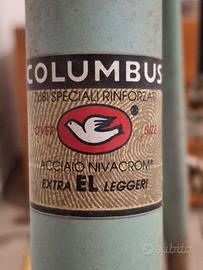 COLUMBUS
TUBI SPECIALI RINFORZATI
OVER SIZE
®
ACCIAIO NIVACROM
EXTRA EL LEGGERI
subito